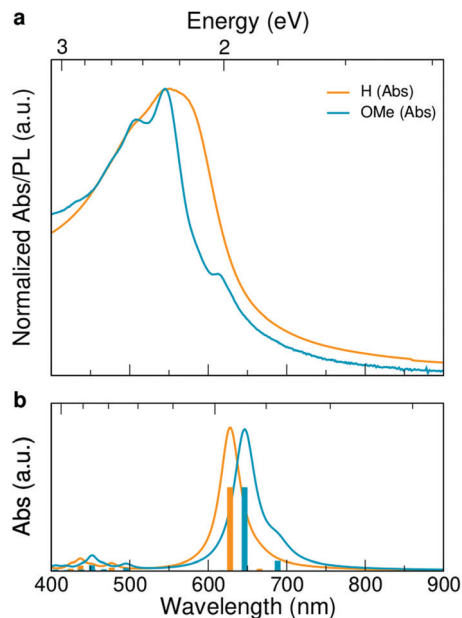 a
Energy (eV)
3 2
Normalized Abs/PL (a.u.)
H (Abs)
OMe (Abs)
b
Abs (a.u.)
400 500 600 700 800 900
Wavelength (nm)